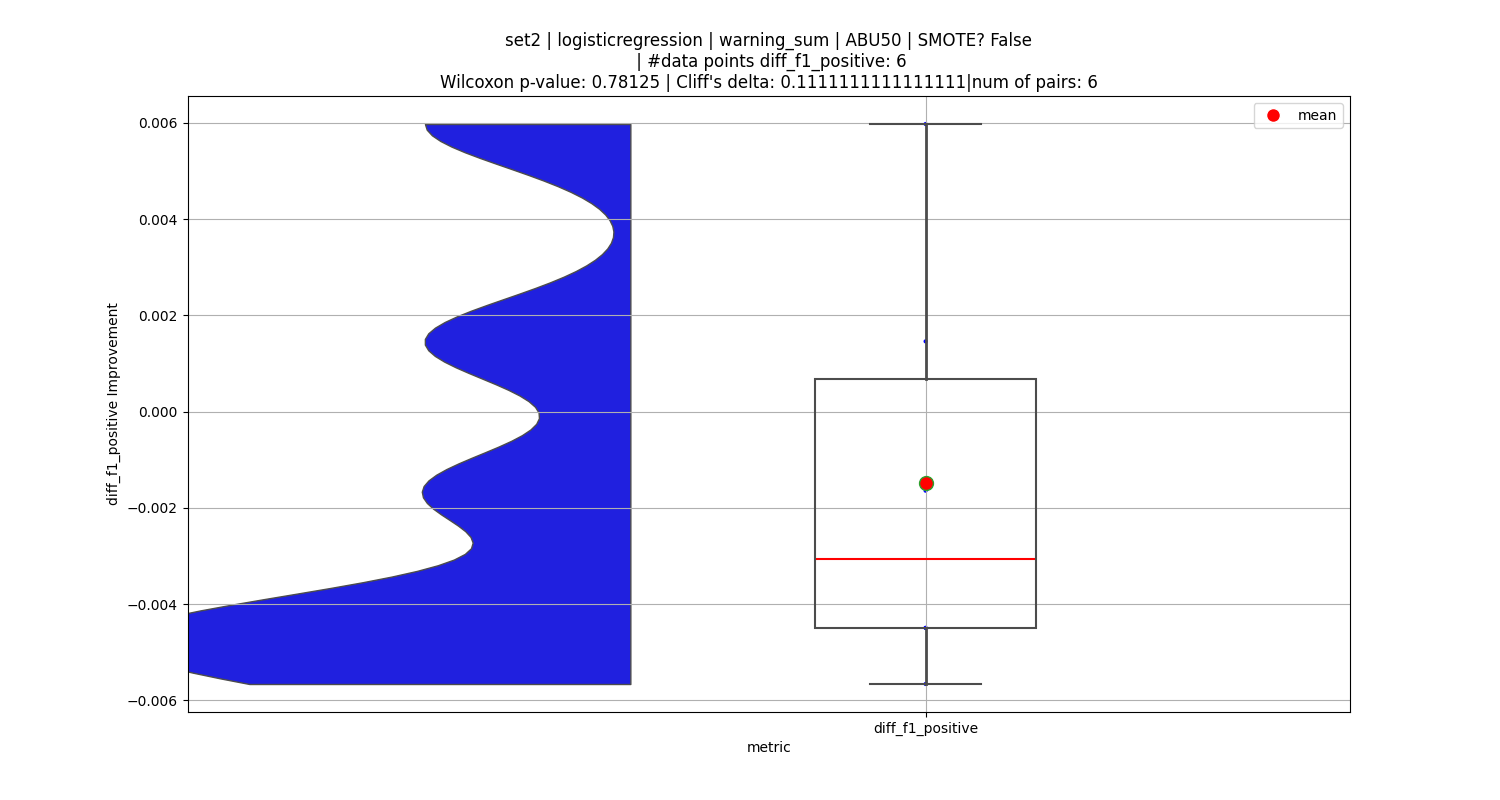 set2 | logisticregression | warning_sum | ABU50 | SMOTE? False
| #data points diff_f1_positive: 6
Wilcoxon p-value: 0.78125 | Cliff's delta: 0.1111111111111111|num of pairs: 6
mean
0.006
0.004
0.002
0.000
−0.002
−0.004
−0.006
diff_f1_positive Improvement
diff_f1_positive
metric